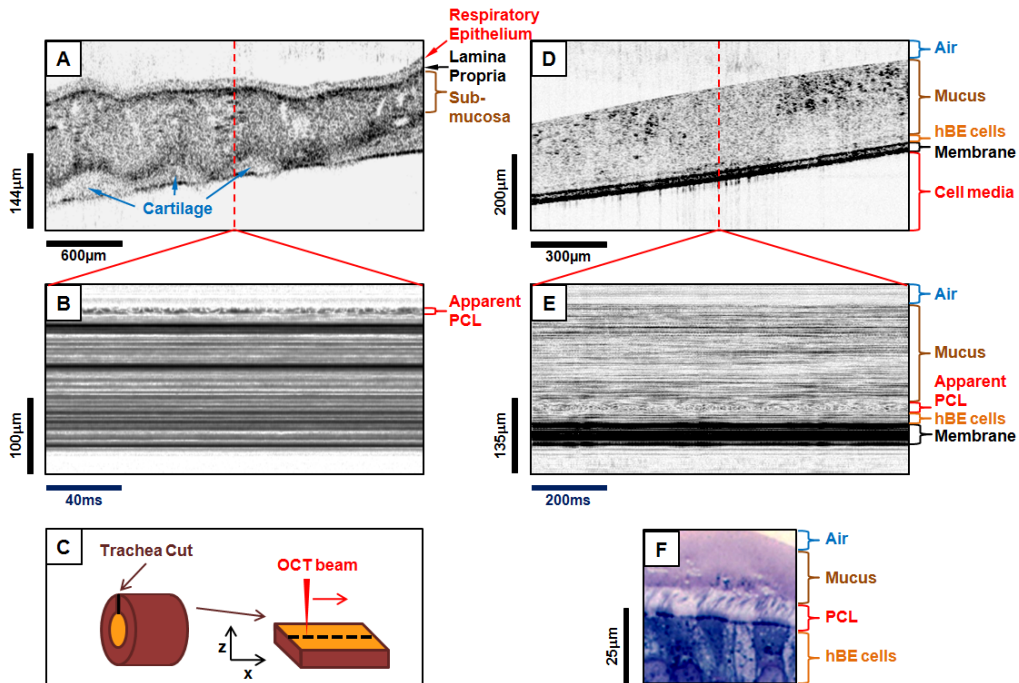 A
Respiratory
Epithelium
Lamina
Propria
Sub-
mucosa
Cartilage
144µm
600µm
D
Air
Mucus
hBE cells
Membrane
Cell media
200µm
300µm
B
Apparent
PCL
100µm
40ms
E
Air
Mucus
Apparent
PCL
hBE cells
Membrane
135µm
200ms
C
Trachea Cut
OCT beam
z
x
F
Air
Mucus
PCL
hBE cells
25µm